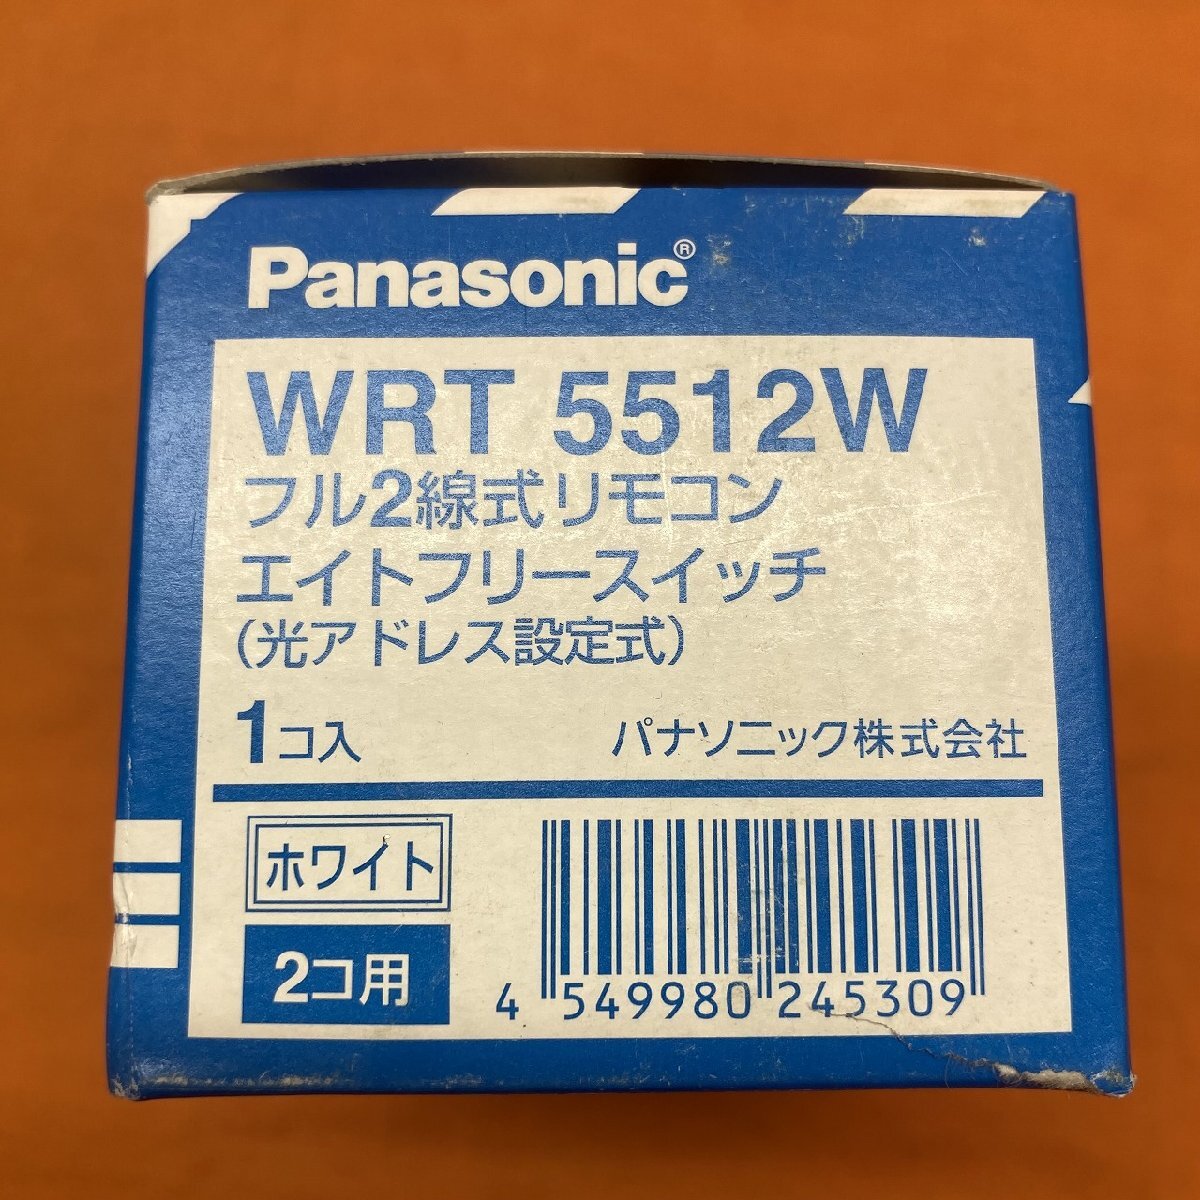 Panasonic®
WRT 5512W
フル2線式リモコン
エイトフリースイッチ
(光アドレス設定式)
1コ入
パナソニック株式会社
ホワイト
2コ用
4 549980 245309